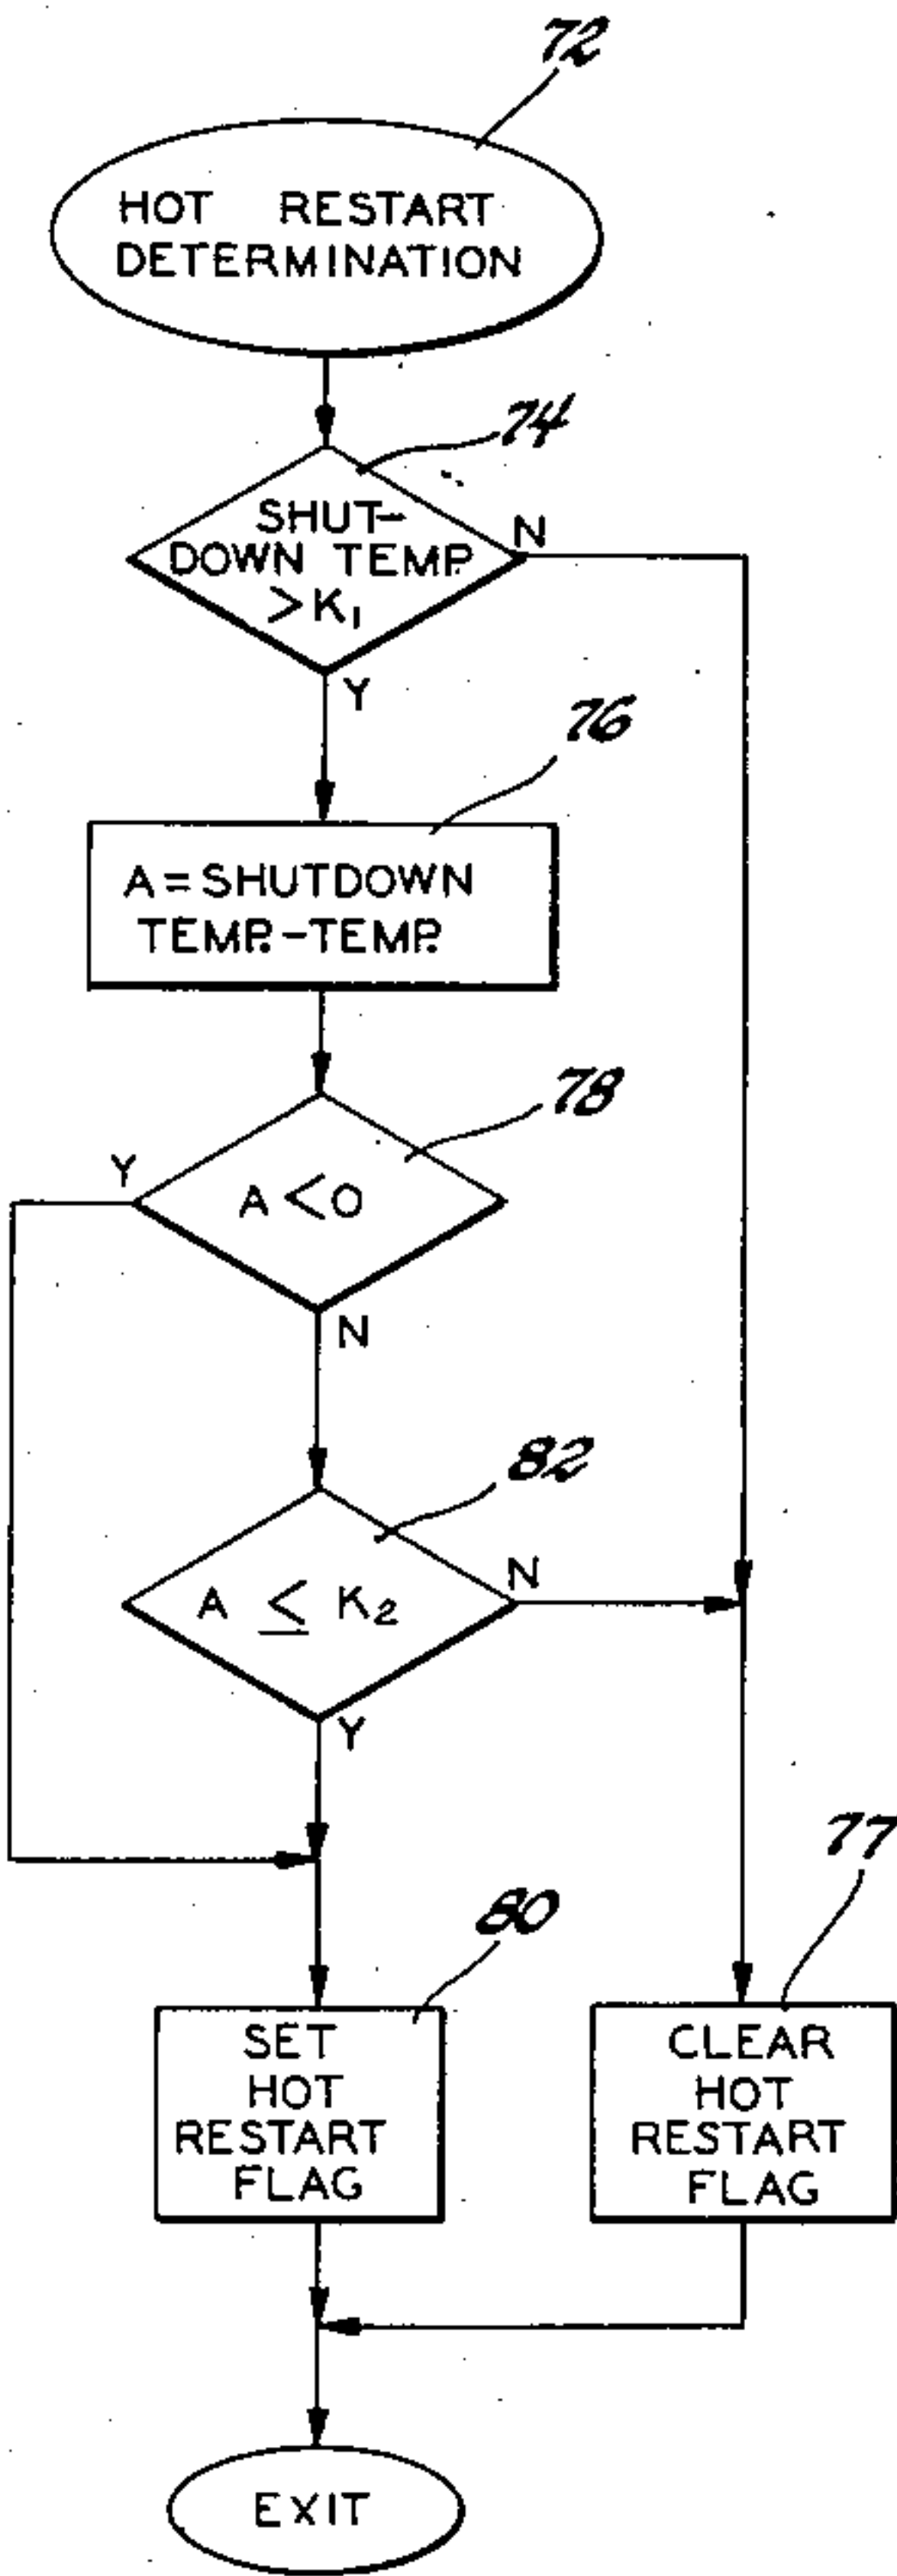 72
HOT RESTART
DETERMINATION
74
SHUT-
DOWN TEMP.
>K₁
N
Y
76
A=SHUTDOWN
TEMP.-TEMP.
78
Y
A<0
N
82
A ≤ K₂
N
Y
77
80
SET
HOT
RESTART
FLAG
CLEAR
HOT
RESTART
FLAG
EXIT